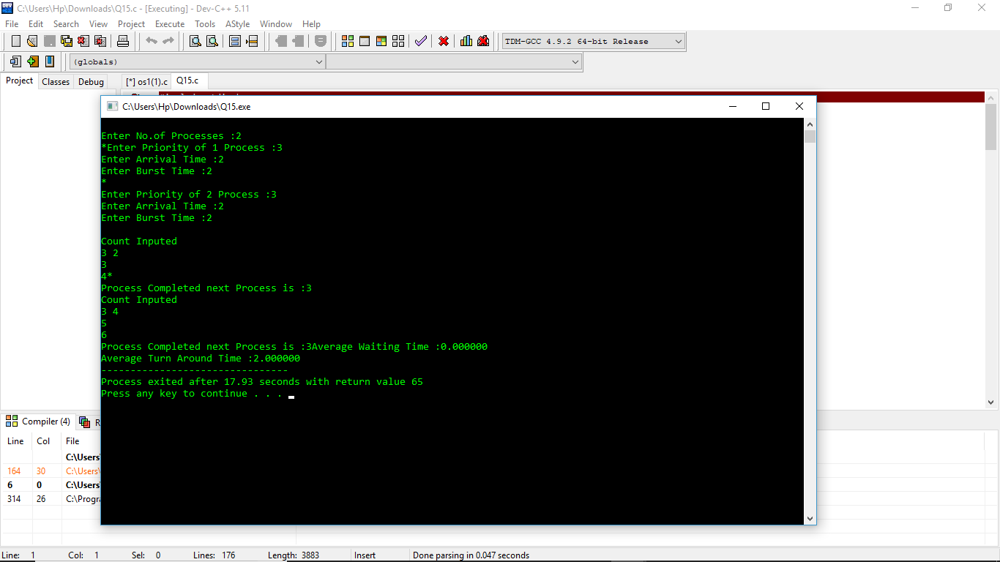 C:\Users\Hp\Downloads\Q15.c - [Executing] - Dev-C++ 5.11
File Edit Search View Project Execute Tools AStyle Window Help
TDM-GCC 4.9.2 64-bit Release
(globals)
Project Classes Debug [*] os1(1).c Q15.c
C:\Users\Hp\Downloads\Q15.exe
Enter No.of Processes :2
*Enter Priority of 1 Process :3
Enter Arrival Time :2
Enter Burst Time :2
*
Enter Priority of 2 Process :3
Enter Arrival Time :2
Enter Burst Time :2
Count Inputed
3 2
3
4*
Process Completed next Process is :3
Count Inputed
3 4
5
6
Process Completed next Process is :3Average Waiting Time :0.000000
Average Turn Around Time :2.000000
--------------------------------
Process exited after 17.93 seconds with return value 65
Press any key to continue . . .
Compiler (4) R
Line Col File
C:\Users\
164 30 C:\Users\
6 0 C:\Users\
314 26 C:\Progra
Line: 1 Col: 1 Sel: 0 Lines: 176 Length: 3883 Insert Done parsing in 0.047 seconds